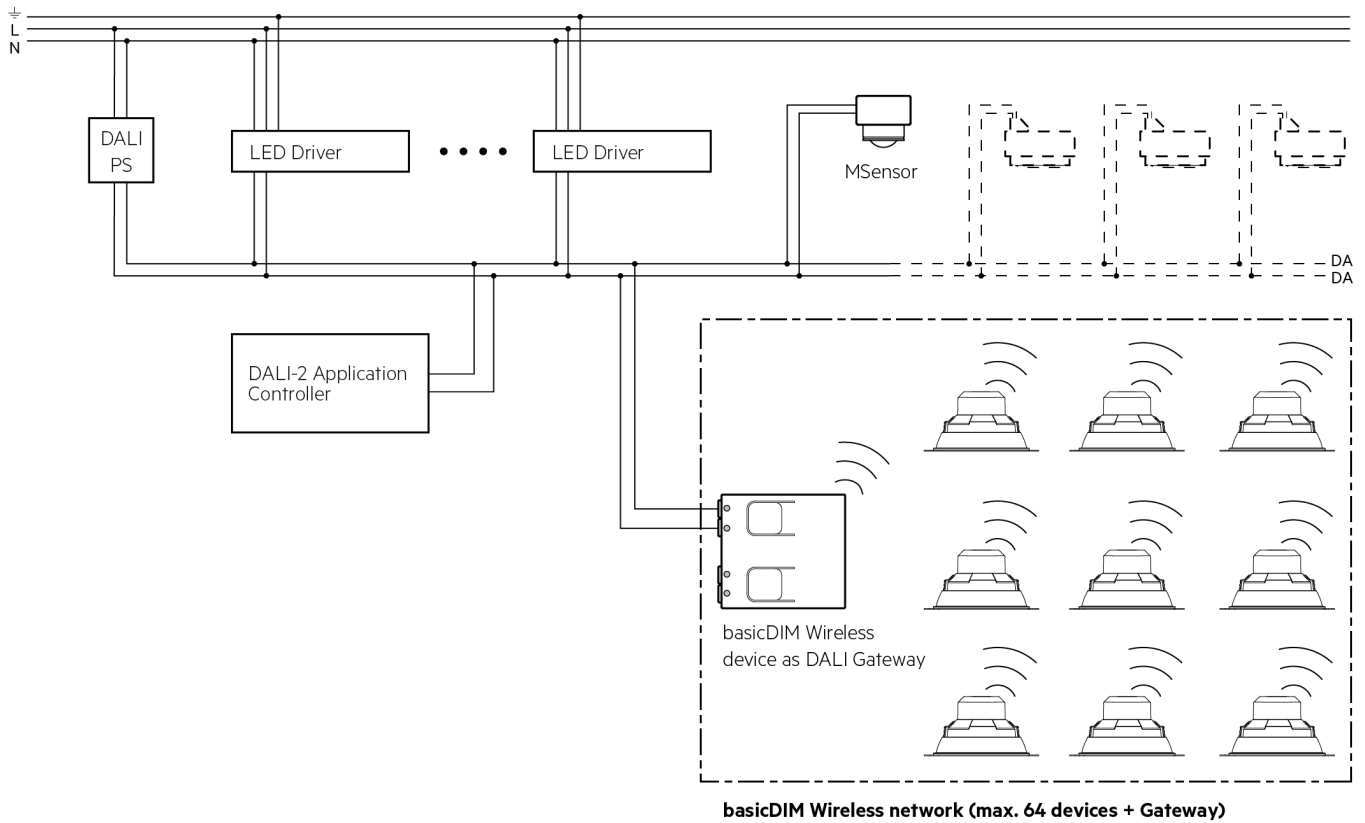 L
N
DALI
PS
LED Driver
LED Driver
MSensor
DA
DA
DALI-2 Application
Controller
basicDIM Wireless
device as DALI Gateway
basicDIM Wireless network (max. 64 devices + Gateway)